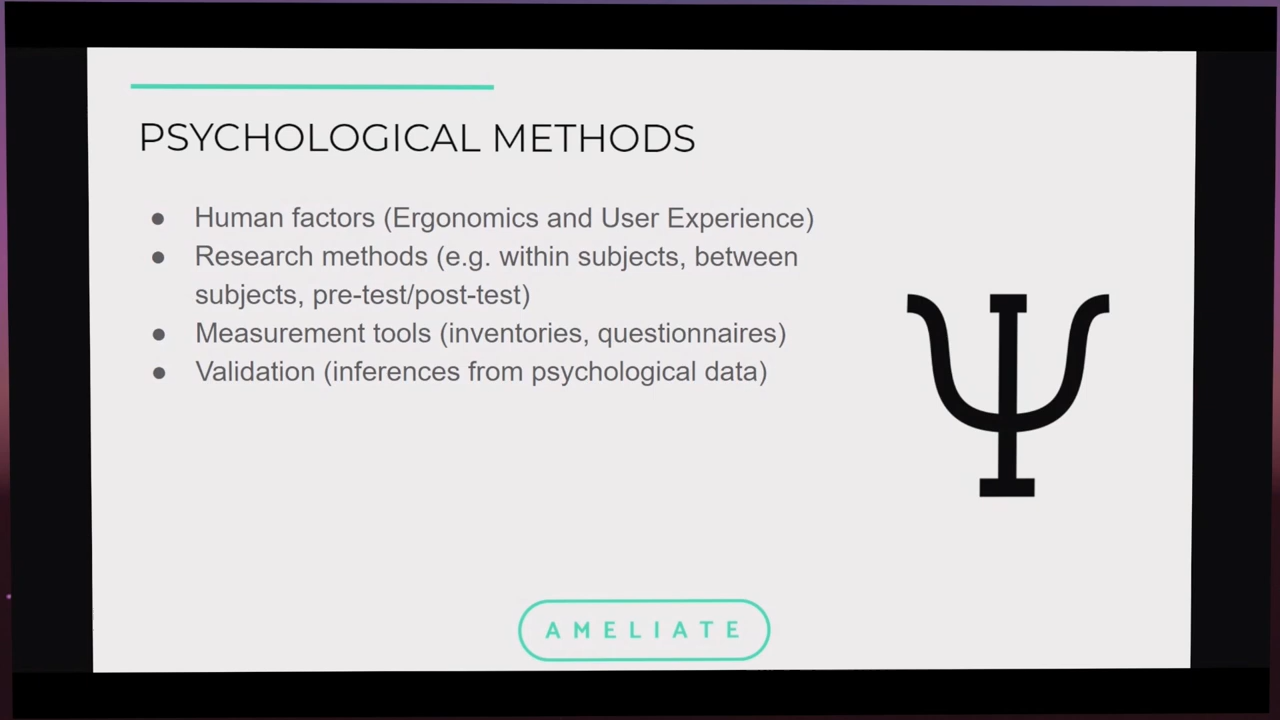 PSYCHOLOGICAL METHODS
● Human factors (Ergonomics and User Experience)
● Research methods (e.g. within subjects, between
subjects, pre-test/post-test)
● Measurement tools (inventories, questionnaires)
● Validation (inferences from psychological data)
Ψ
AMELIATE